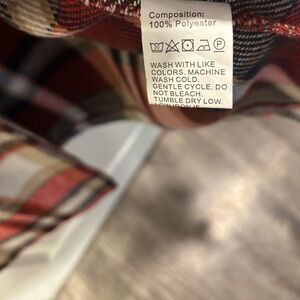 Composition:
100% Polyester
WASH WITH LIKE
COLORS. MACHINE
WASH COLD.
GENTLE CYCLE. DO
NOT BLEACH.
TUMBLE DRY LOW.